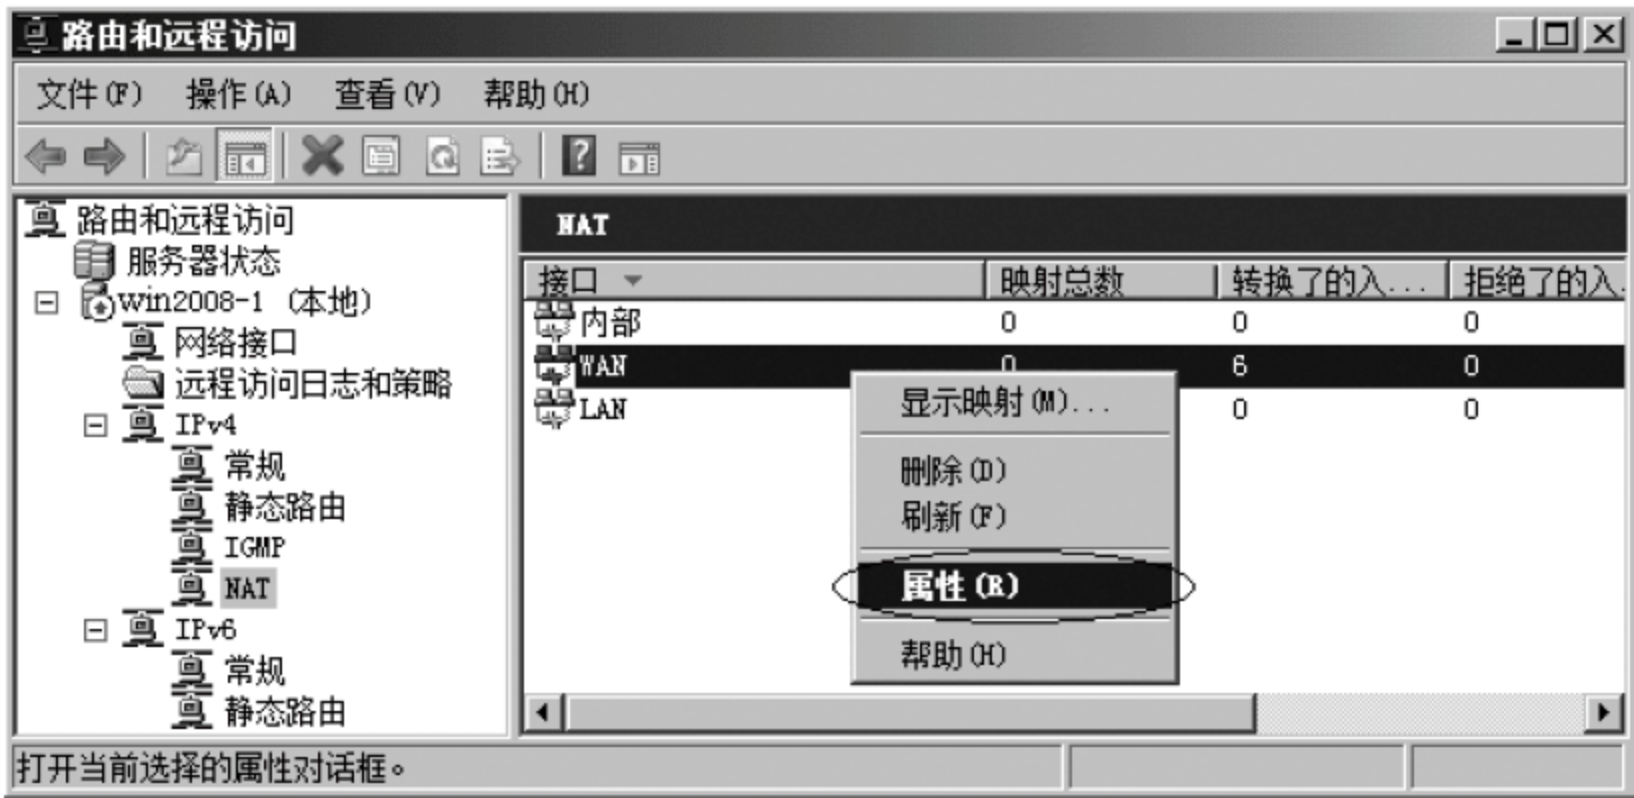 路由和远程访问
文件(F) 操作(A) 查看(V) 帮助(H)
路由和远程访问
服务器状态
win2008-1 (本地)
网络接口
远程访问日志和策略
IPv4
常规
静态路由
IGMP
NAT
IPv6
常规
静态路由
NAT
接口 映射总数 转换了的入... 拒绝了的入.
内部 0 0 0
WAN 0 6 0
LAN 0 0
显示映射(M)...
删除(D)
刷新(F)
属性(R)
帮助(H)
打开当前选择的属性对话框。